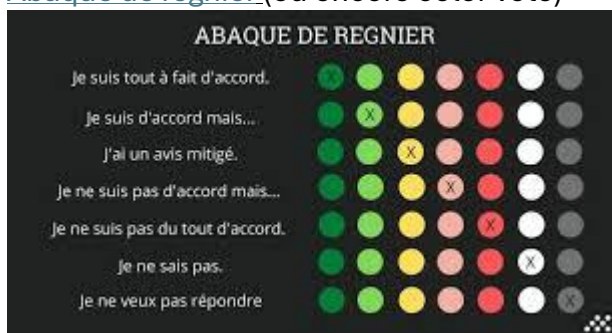 Abaque de régnier (ou encore color vote)
ABAQUE DE REGNIER
Je suis tout à fait d'accord.
X
Je suis d'accord mais...
X
J'ai un avis mitigé.
X
Je ne suis pas d'accord mais...
X
Je ne suis pas du tout d'accord.
X
Je ne sais pas.
X
Je ne veux pas répondre
X